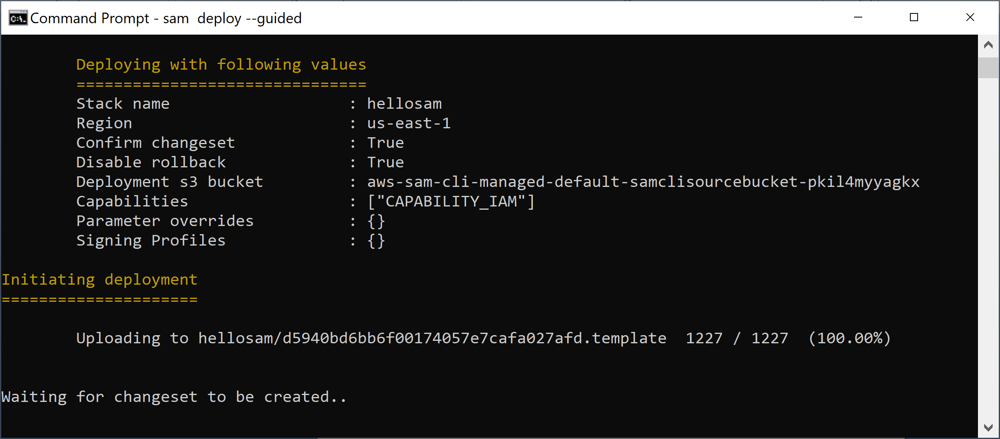 Command Prompt - sam  deploy --guided
Deploying with following values
===============================
Stack name                   : hellosam
Region                       : us-east-1
Confirm changeset            : True
Disable rollback             : True
Deployment s3 bucket         : aws-sam-cli-managed-default-samclisourcebucket-pkil4myyagkx
Capabilities                 : ["CAPABILITY_IAM"]
Parameter overrides          : {}
Signing Profiles             : {}
Initiating deployment
=====================
Uploading to hellosam/d5940bd6bb6f00174057e7cafa027afd.template  1227 / 1227  (100.00%)
Waiting for changeset to be created..